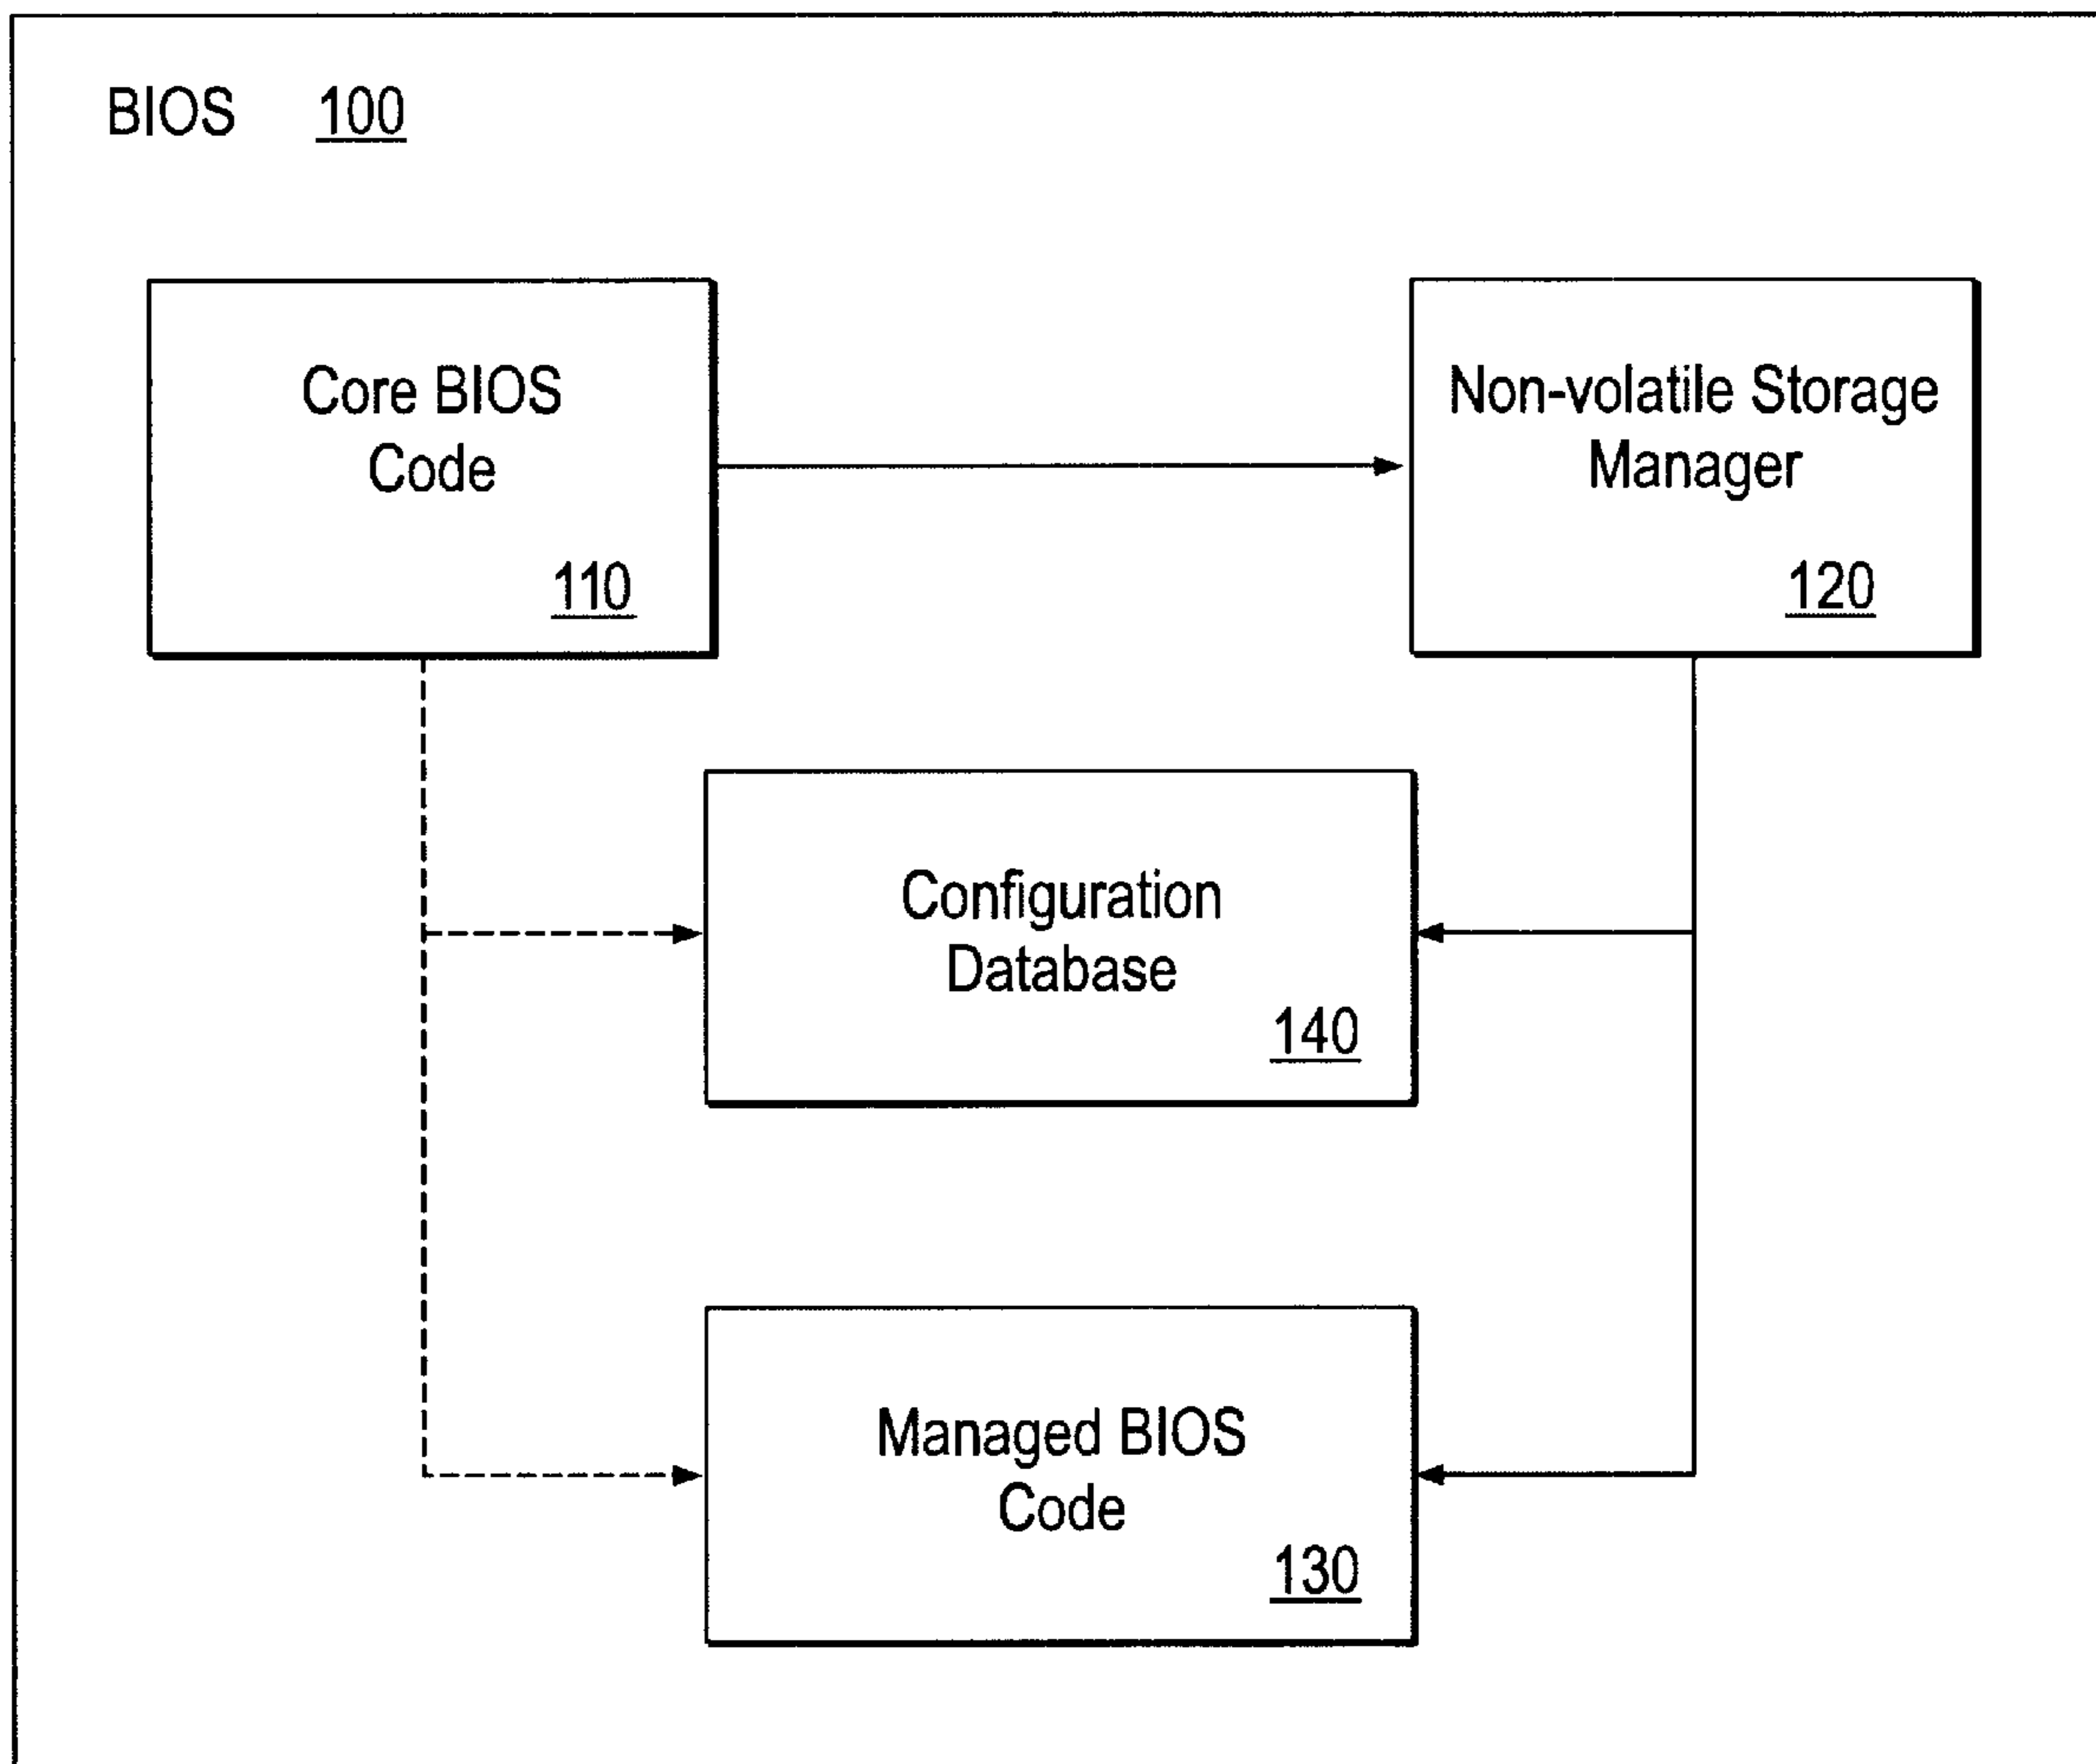 BIOS 100
Core BIOS
Code
110
Non-volatile Storage
Manager
120
Configuration
Database
140
Managed BIOS
Code
130